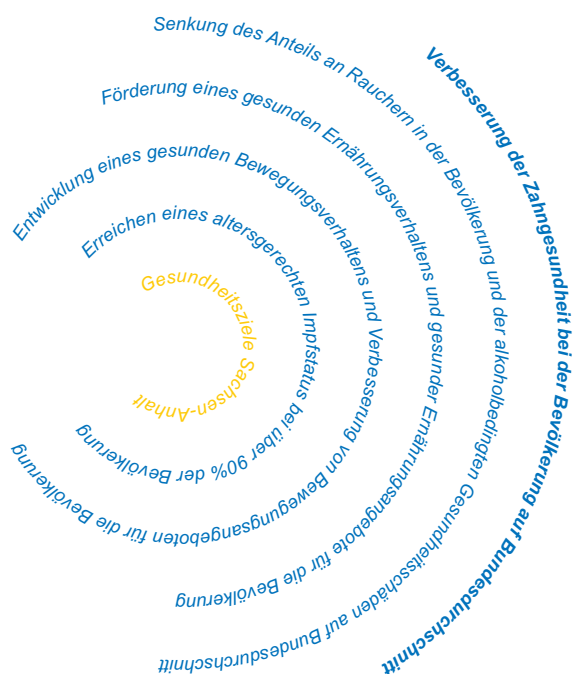 Senkung des Anteils an Rauchern in der Bevölkerung und der alkoholbedingten Gesundheitsschäden auf Bundesdurchschnitt
Verbesserung der Zahngesundheit bei der Bevölkerung auf Bundesdurchschnitt
Förderung eines gesunden Ernährungsverhaltens und gesunder Ernährungsangebote für die Bevölkerung
Entwicklung eines gesunden Bewegungsverhaltens und Verbesserung von Bewegungsangeboten für die Bevölkerung
Erreichen eines altersgerechten Impfstatus bei über 90% der Bevölkerung
Gesundheitsziele Sachsen-Anhalt